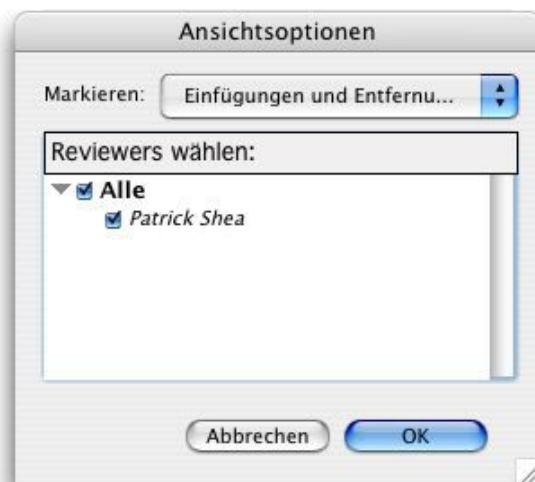 Ansichtsoptionen
Markieren: Einfügungen und Entfernu...
Reviewers wählen:
Alle
Patrick Shea
Abbrechen OK